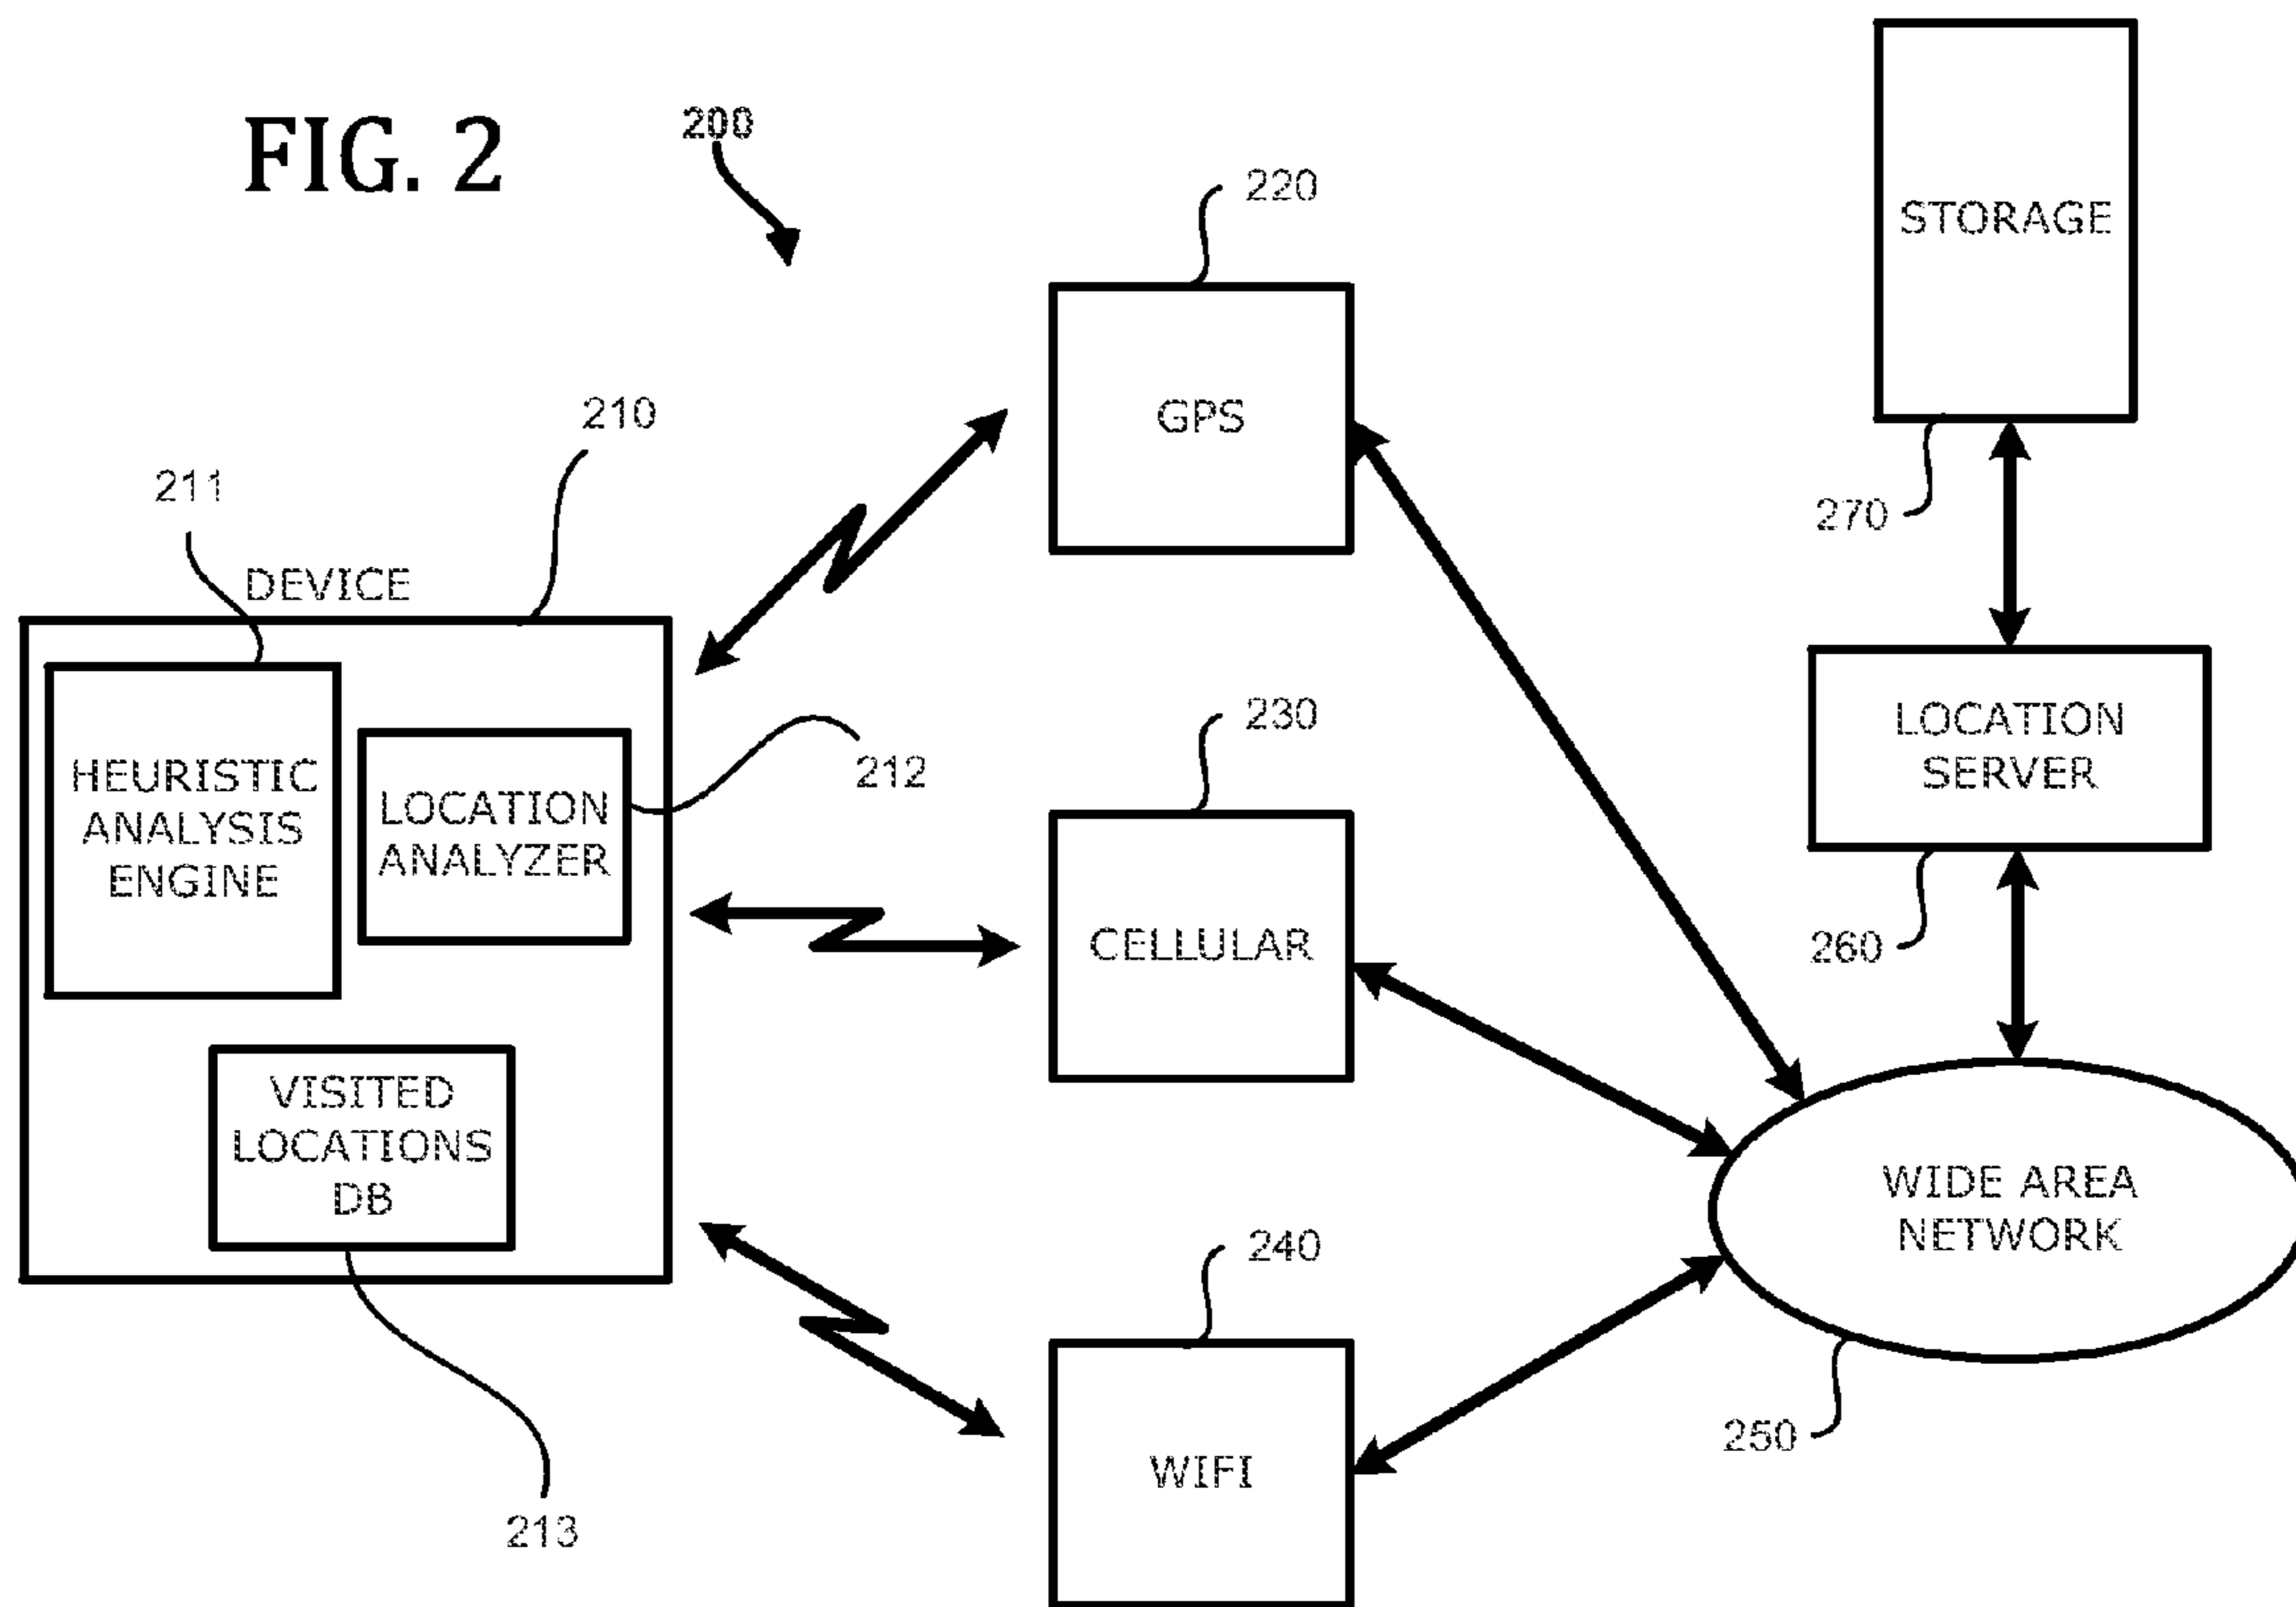 FIG. 2
200
220
STORAGE
GPS
210
211
270
DEVICE
230
LOCATION
SERVER
HEURISTIC
ANALYSIS
ENGINE
212
LOCATION
ANALYZER
CELLULAR
260
VISITED
LOCATIONS
DB
WIDE AREA
NETWORK
240
250
WIFI
213